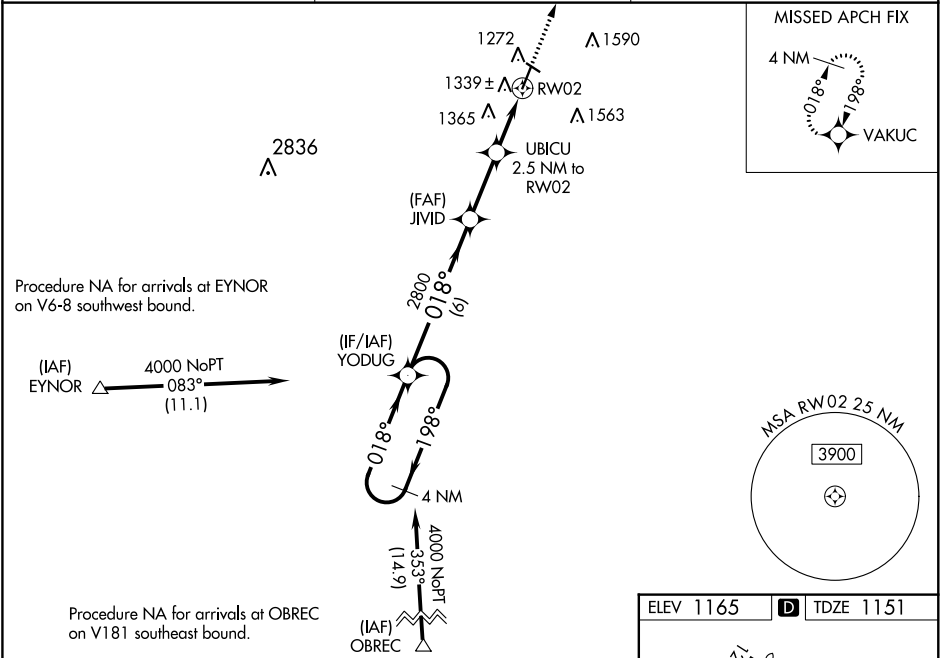 MISSED APCH FIX
4 NM
018°
198°
VAKUC
1272
1590
1339 ±
RW02
1365
1563
UBICU
2.5 NM to
RW02
2836
(FAF)
JIVID
Procedure NA for arrivals at EYNOR
on V6-8 southwest bound.
2800
018°
(6)
(IF/IAF)
YODUG
(IAF)
EYNOR
4000 NoPT
083°
(11.1)
018°
198°
4 NM
MSA RW02 25 NM
3900
4000 NoPT
353°
(14.9)
Procedure NA for arrivals at OBREC
on V181 southeast bound.
(IAF)
OBREC
ELEV 1165
D
TDZE 1151